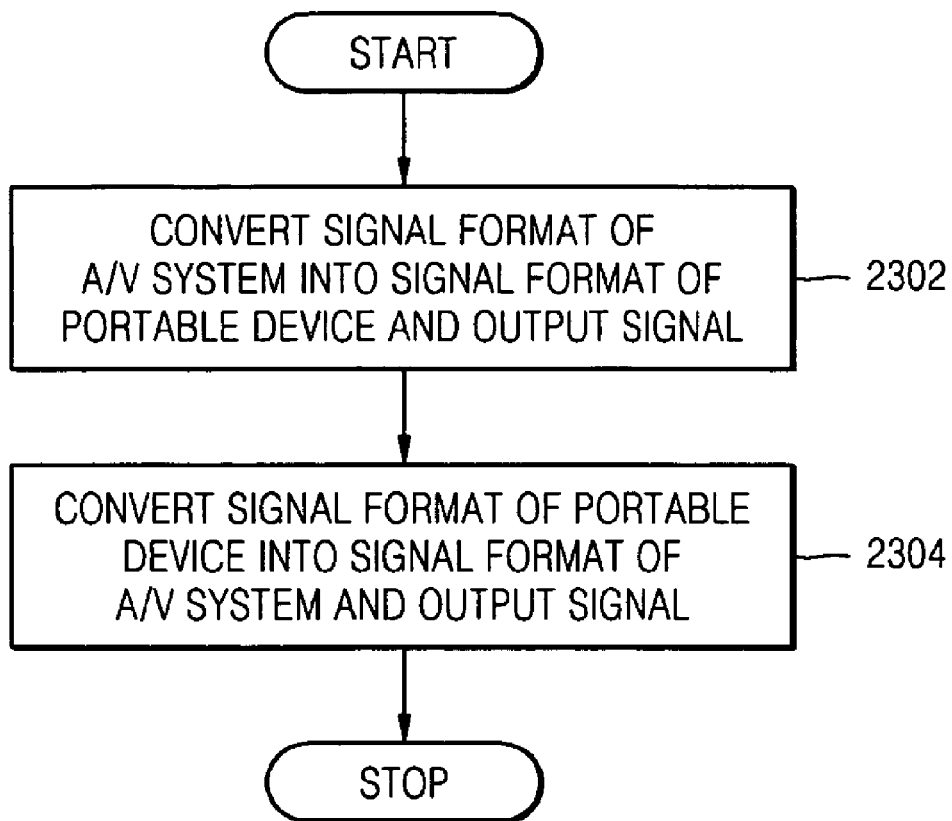 START
CONVERT SIGNAL FORMAT OF
A/V SYSTEM INTO SIGNAL FORMAT OF
PORTABLE DEVICE AND OUTPUT SIGNAL
2302
CONVERT SIGNAL FORMAT OF PORTABLE
DEVICE INTO SIGNAL FORMAT OF
A/V SYSTEM AND OUTPUT SIGNAL
2304
STOP